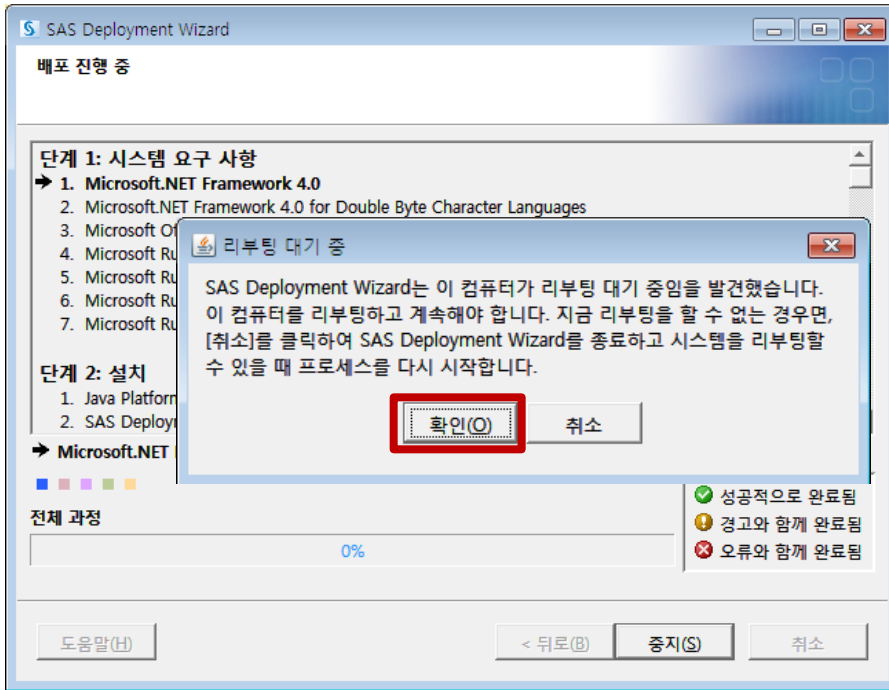 SAS Deployment Wizard
배포 진행 중
단계 1: 시스템 요구 사항
➔ 1. Microsoft.NET Framework 4.0
2. Microsoft.NET Framework 4.0 for Double Byte Character Languages
3. Microsoft Of
4. Microsoft Ru
5. Microsoft Ru
6. Microsoft Ru
7. Microsoft Ru
단계 2: 설치
1. Java Platform
2. SAS Deploy
➔ Microsoft.NET
리부팅 대기 중
SAS Deployment Wizard는 이 컴퓨터가 리부팅 대기 중임을 발견했습니다.
이 컴퓨터를 리부팅하고 계속해야 합니다. 지금 리부팅을 할 수 없는 경우면,
[취소]를 클릭하여 SAS Deployment Wizard를 종료하고 시스템을 리부팅할
수 있을 때 프로세스를 다시 시작합니다.
확인(O) 취소
성공적으로 완료됨
경고와 함께 완료됨
오류와 함께 완료됨
전체 과정
0%
도움말(H) < 뒤로(B) 중지(S) 취소